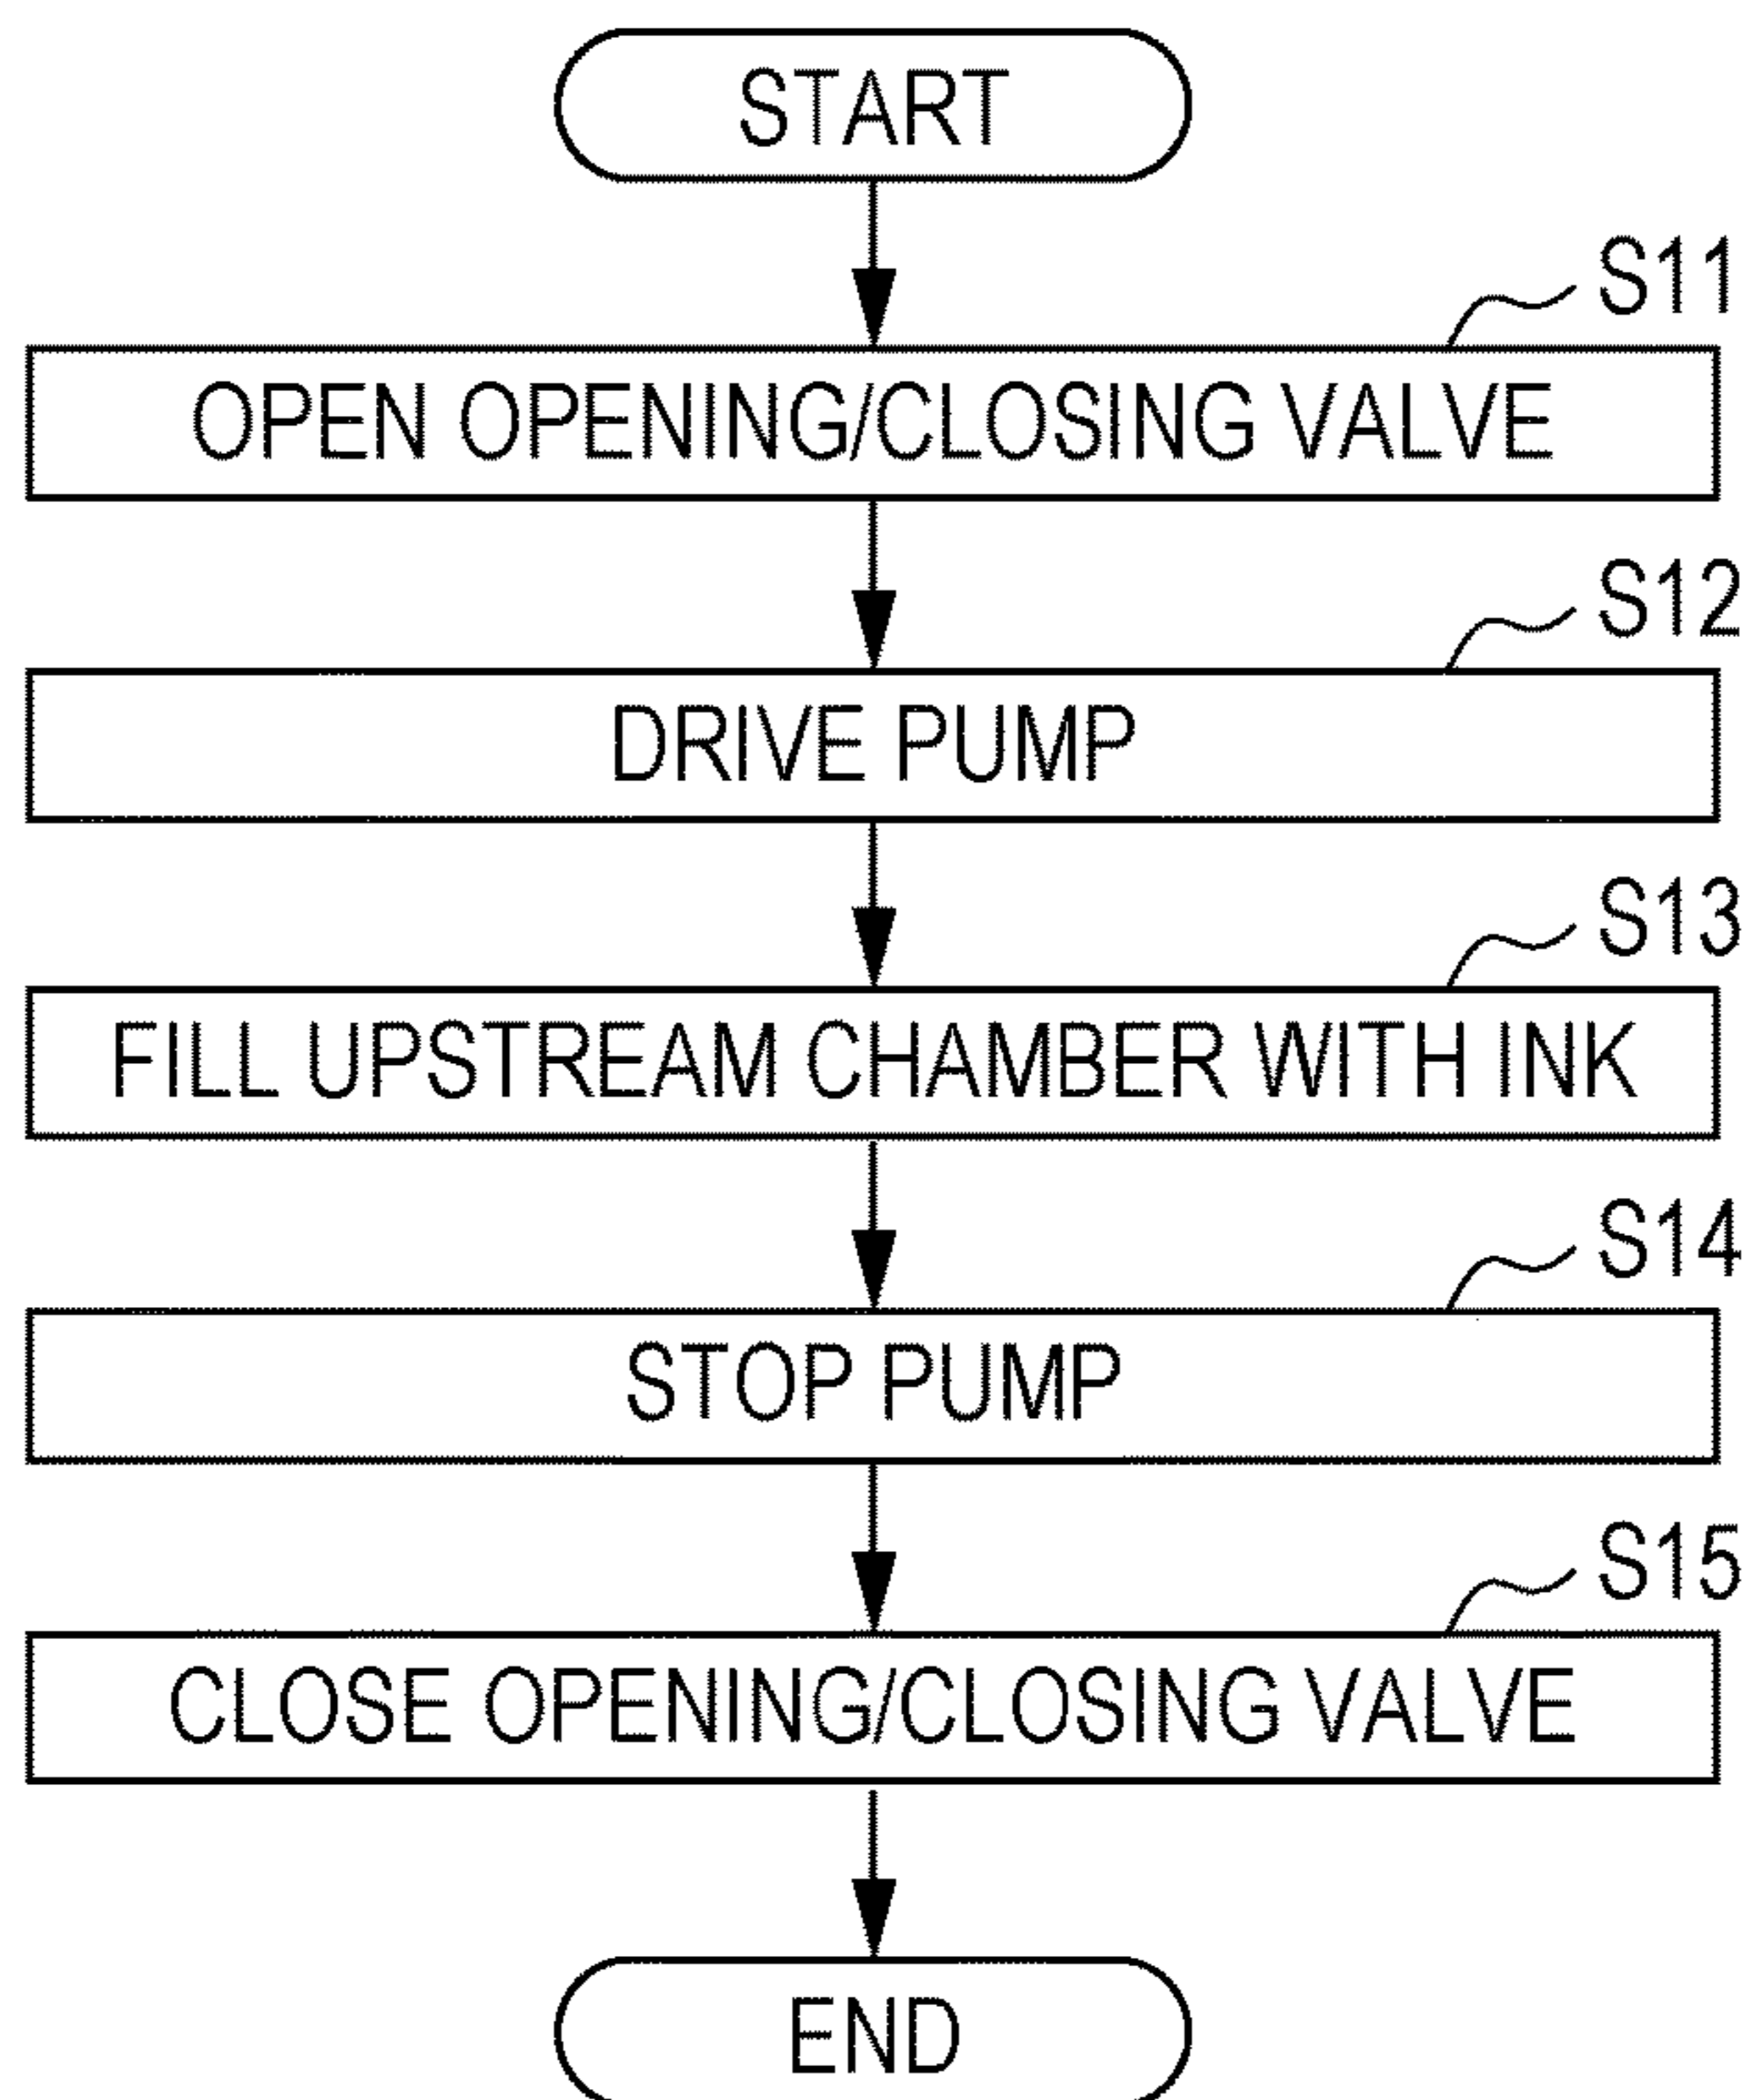 START
S11
OPEN OPENING/CLOSING VALVE
S12
DRIVE PUMP
S13
FILL UPSTREAM CHAMBER WITH INK
S14
STOP PUMP
S15
CLOSE OPENING/CLOSING VALVE
END